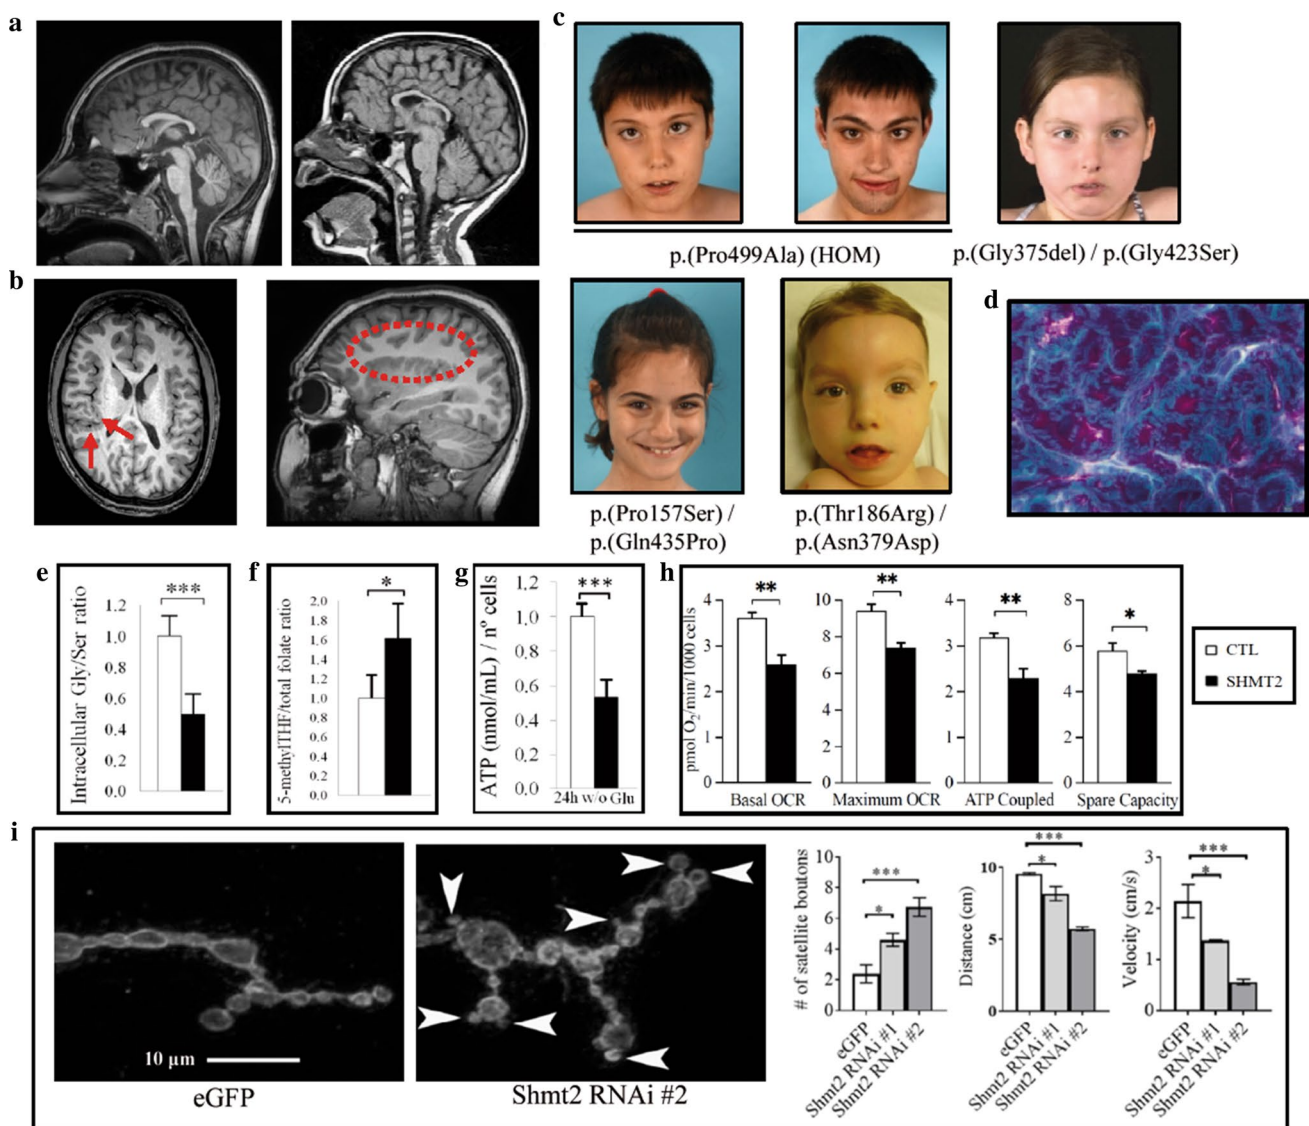 a
c
p.(Pro499Ala) (HOM)
p.(Gly375del) / p.(Gly423Ser)
b
d
p.(Pro157Ser) /
p.(Gln435Pro)
p.(Thr186Arg) /
p.(Asn379Asp)
e
Intracellular Gly/Ser ratio
1.2
1.0
0.8
0.6
0.4
0.2
0.0
***
f
5-methylTHF/total folate ratio
2.0
1.8
1.6
1.4
1.2
1.0
0.8
0.6
0.4
0.2
0.0
*
g
ATP (nmol/mL) / nº cells
1,2
1,0
0,8
0,6
0,4
0,2
0,0
***
24h w/o Glu
h
pmol O2/min/1000 cells
4
3
2
1
0
**
Basal OCR
10
8
6
4
2
0
**
Maximum OCR
4
3
2
1
0
**
ATP Coupled
8
6
4
2
0
*
Spare Capacity
CTL
SHMT2
i
10 µm
eGFP
Shmt2 RNAi #2
# of satellite boutons
10
8
6
4
2
0
***
*
eGFP
Shmt2 RNAi #1
Shmt2 RNAi #2
Distance (cm)
10
5
0
***
*
eGFP
Shmt2 RNAi #1
Shmt2 RNAi #2
Velocity (cm/s)
3
2
1
0
***
*
eGFP
Shmt2 RNAi #1
Shmt2 RNAi #2